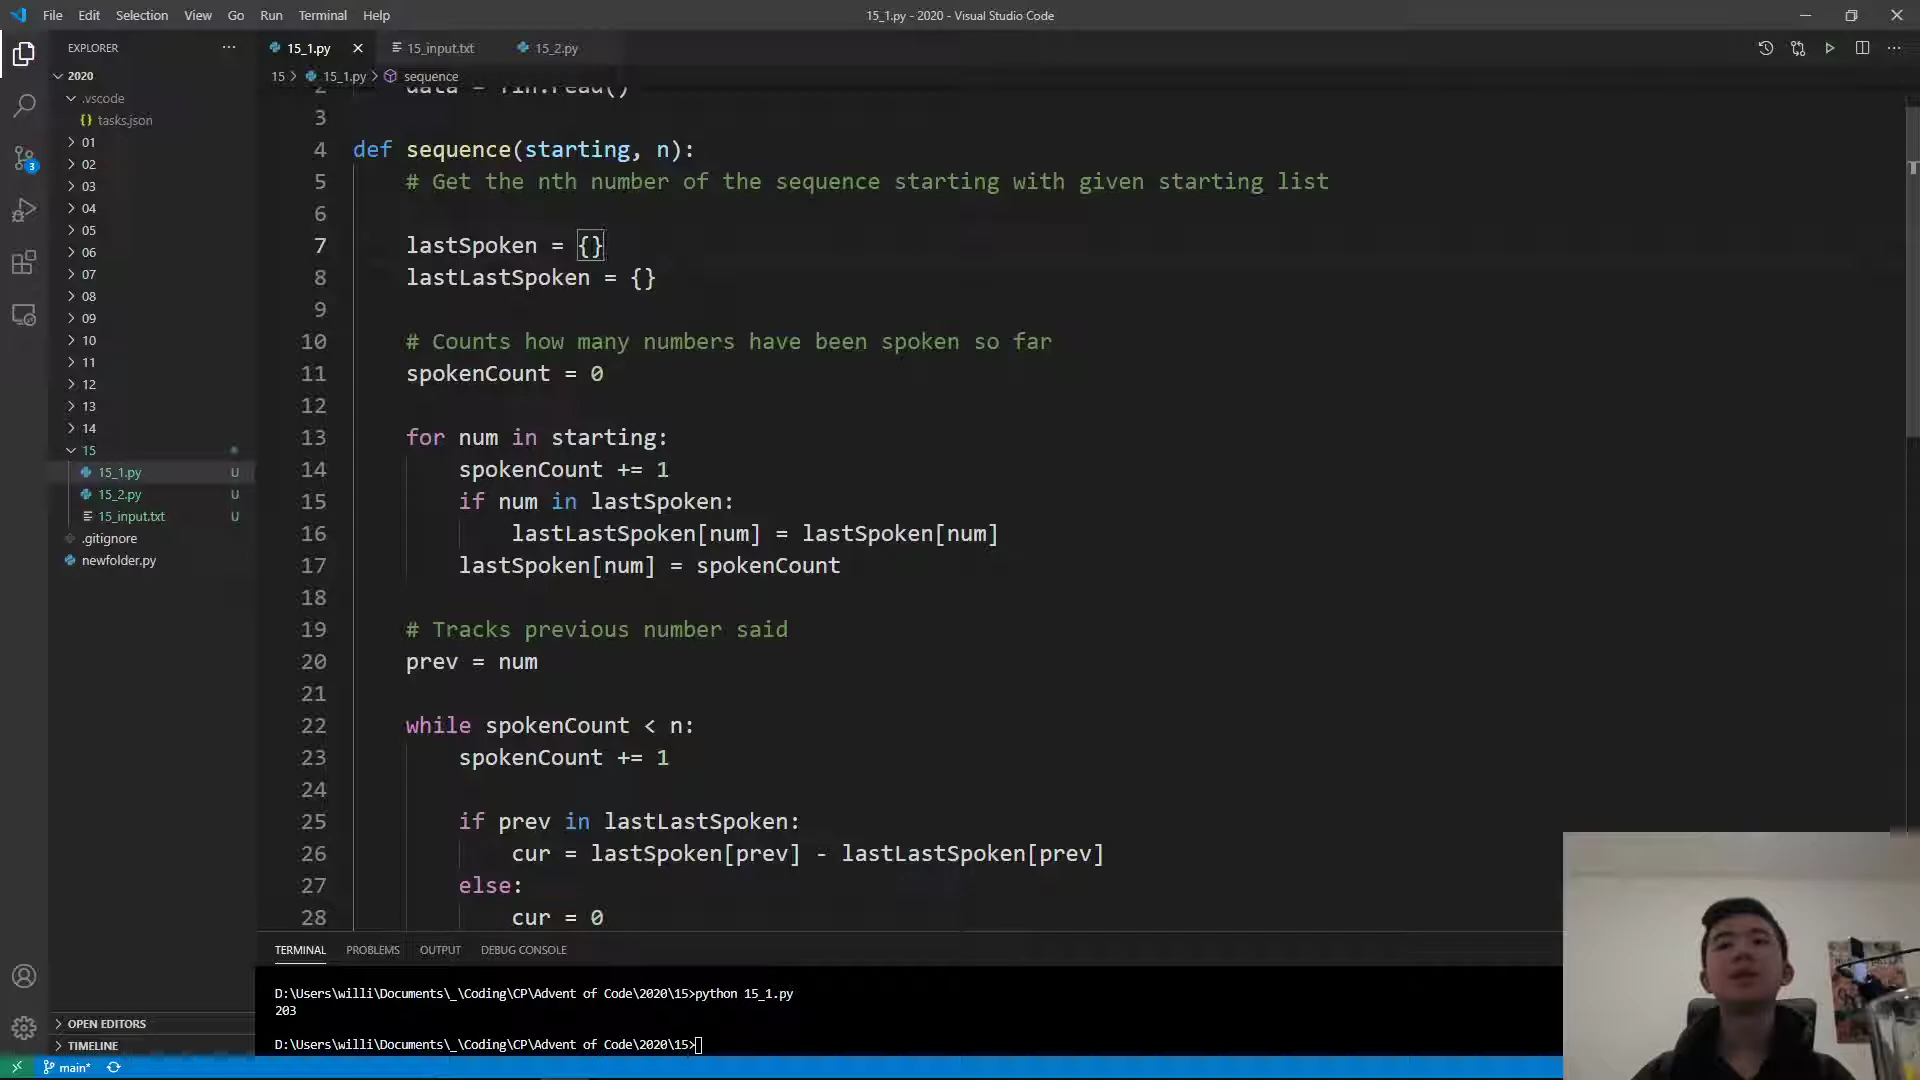 File Edit Selection View Go Run Terminal Help
15_1.py - 2020 - Visual Studio Code
EXPLORER
2020
.vscode
{} tasks.json
01
02
03
04
05
06
07
08
09
10
11
12
13
14
15
15_1.py U
15_2.py U
15_input.txt U
.gitignore
newfolder.py
OPEN EDITORS
TIMELINE
3
main*
15_1.py 15_input.txt 15_2.py
15 > 15_1.py > sequence
2 data = fin.read()
3
4 def sequence(starting, n):
5 # Get the nth number of the sequence starting with given starting list
6
7 lastSpoken = {}
8 lastLastSpoken = {}
9
10 # Counts how many numbers have been spoken so far
11 spokenCount = 0
12
13 for num in starting:
14 spokenCount += 1
15 if num in lastSpoken:
16 lastLastSpoken[num] = lastSpoken[num]
17 lastSpoken[num] = spokenCount
18
19 # Tracks previous number said
20 prev = num
21
22 while spokenCount < n:
23 spokenCount += 1
24
25 if prev in lastLastSpoken:
26 cur = lastSpoken[prev] - lastLastSpoken[prev]
27 else:
28 cur = 0
TERMINAL PROBLEMS OUTPUT DEBUG CONSOLE
D:\Users\willi\Documents\_\Coding\CP\Advent of Code\2020\15>python 15_1.py
203
D:\Users\willi\Documents\_\Coding\CP\Advent of Code\2020\15>